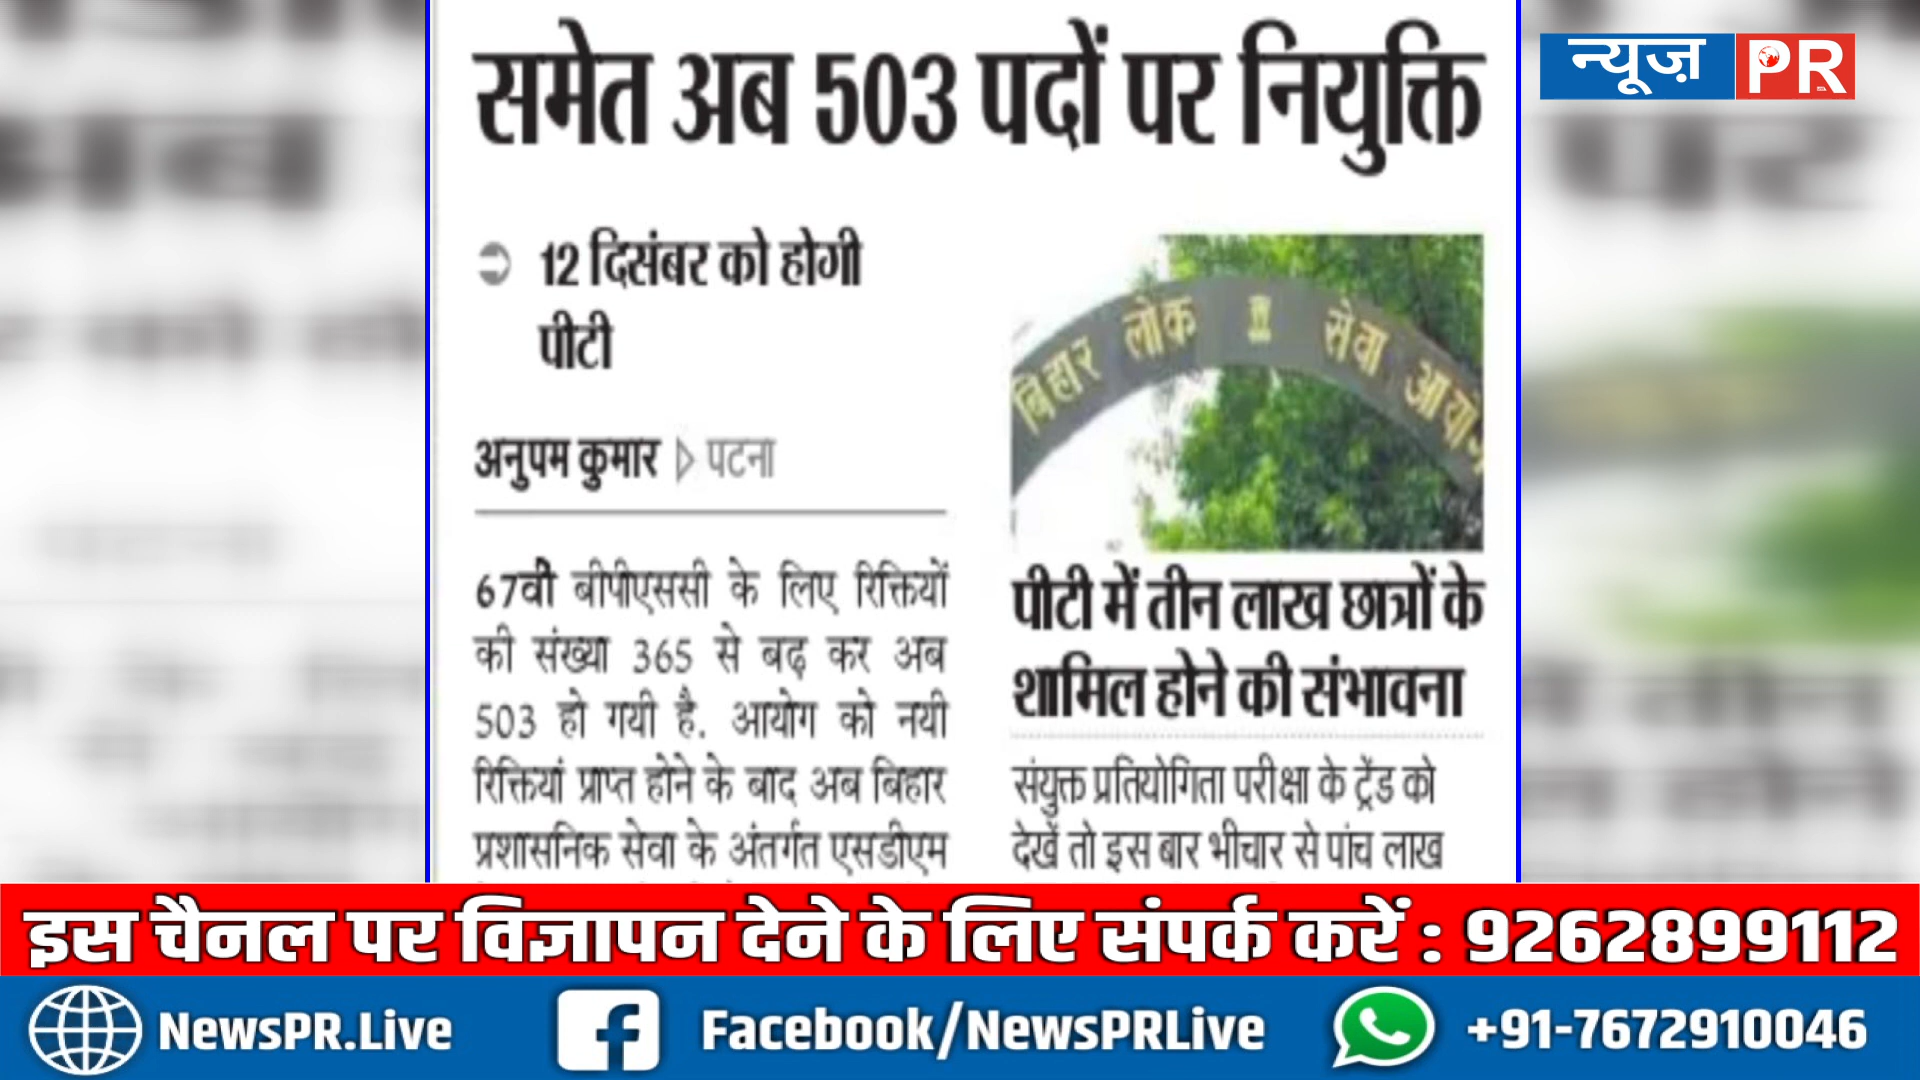 समेत अब 503 पदों पर नियुक्ति
न्यूज़ PR
12 दिसंबर को होगी
पीटी
अनुपम कुमार ▷ पटना
67वीं बीपीएससी के लिए रिक्तियों
की संख्या 365 से बढ़ कर अब
503 हो गयी है. आयोग को नयी
रिक्तियां प्राप्त होने के बाद अब बिहार
प्रशासनिक सेवा के अंतर्गत एसडीएम
बिहार लोक सेवा आयोग
पीटी में तीन लाख छात्रों के
शामिल होने की संभावना
संयुक्त प्रतियोगिता परीक्षा के ट्रेंड को
देखें तो इस बार भीचार से पांच लाख
इस चैनल पर विज्ञापन देने के लिए संपर्क करें : 9262899112
NewsPR.Live
Facebook/NewsPRLive
+91-7672910046